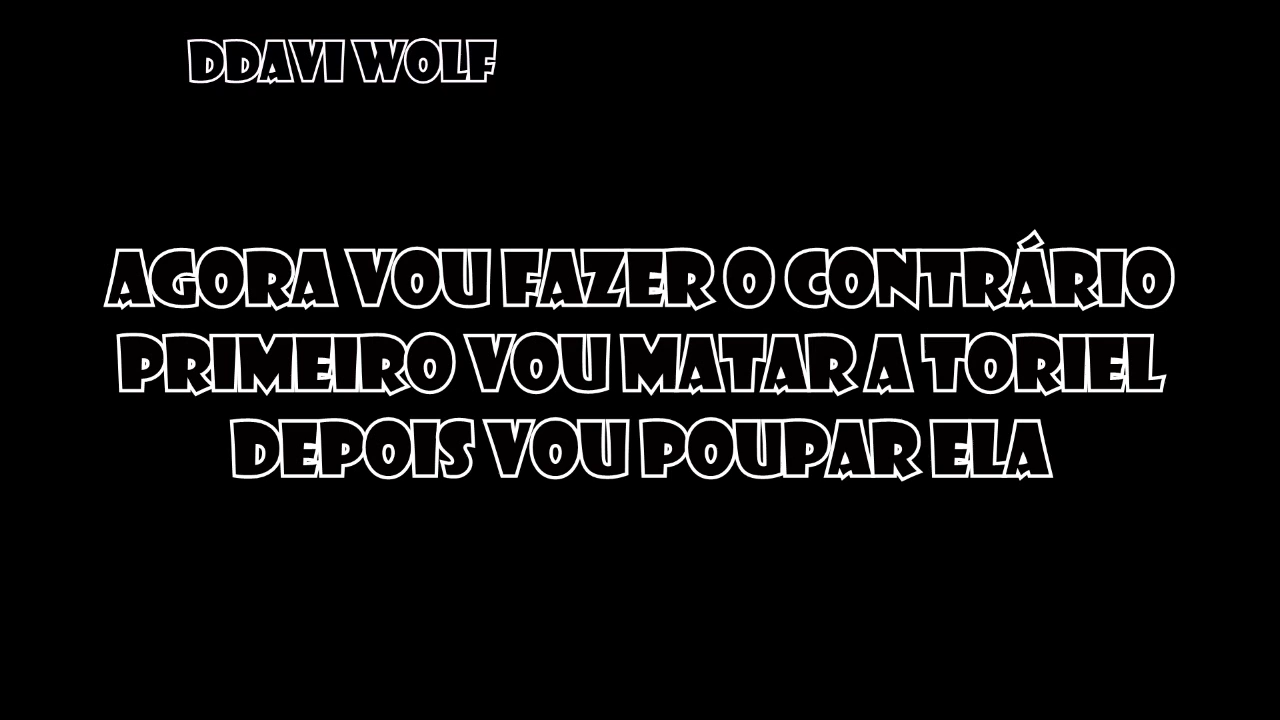 DDAVI WOLF
AGORA VOU FAZER O CONTRÁRIO
PRIMEIRO VOU MATAR A TORIEL
DEPOIS VOU POUPAR ELA